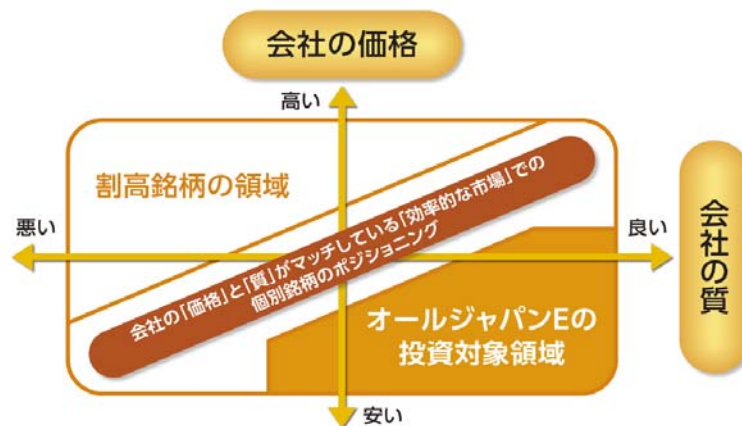 会社の価格
高い
割高銘柄の領域
悪い
良い
会社の質
会社の「価格」と「質」がマッチしている「効率的な市場」での
個別銘柄のポジショニング
オールジャパンEの
投資対象領域
安い